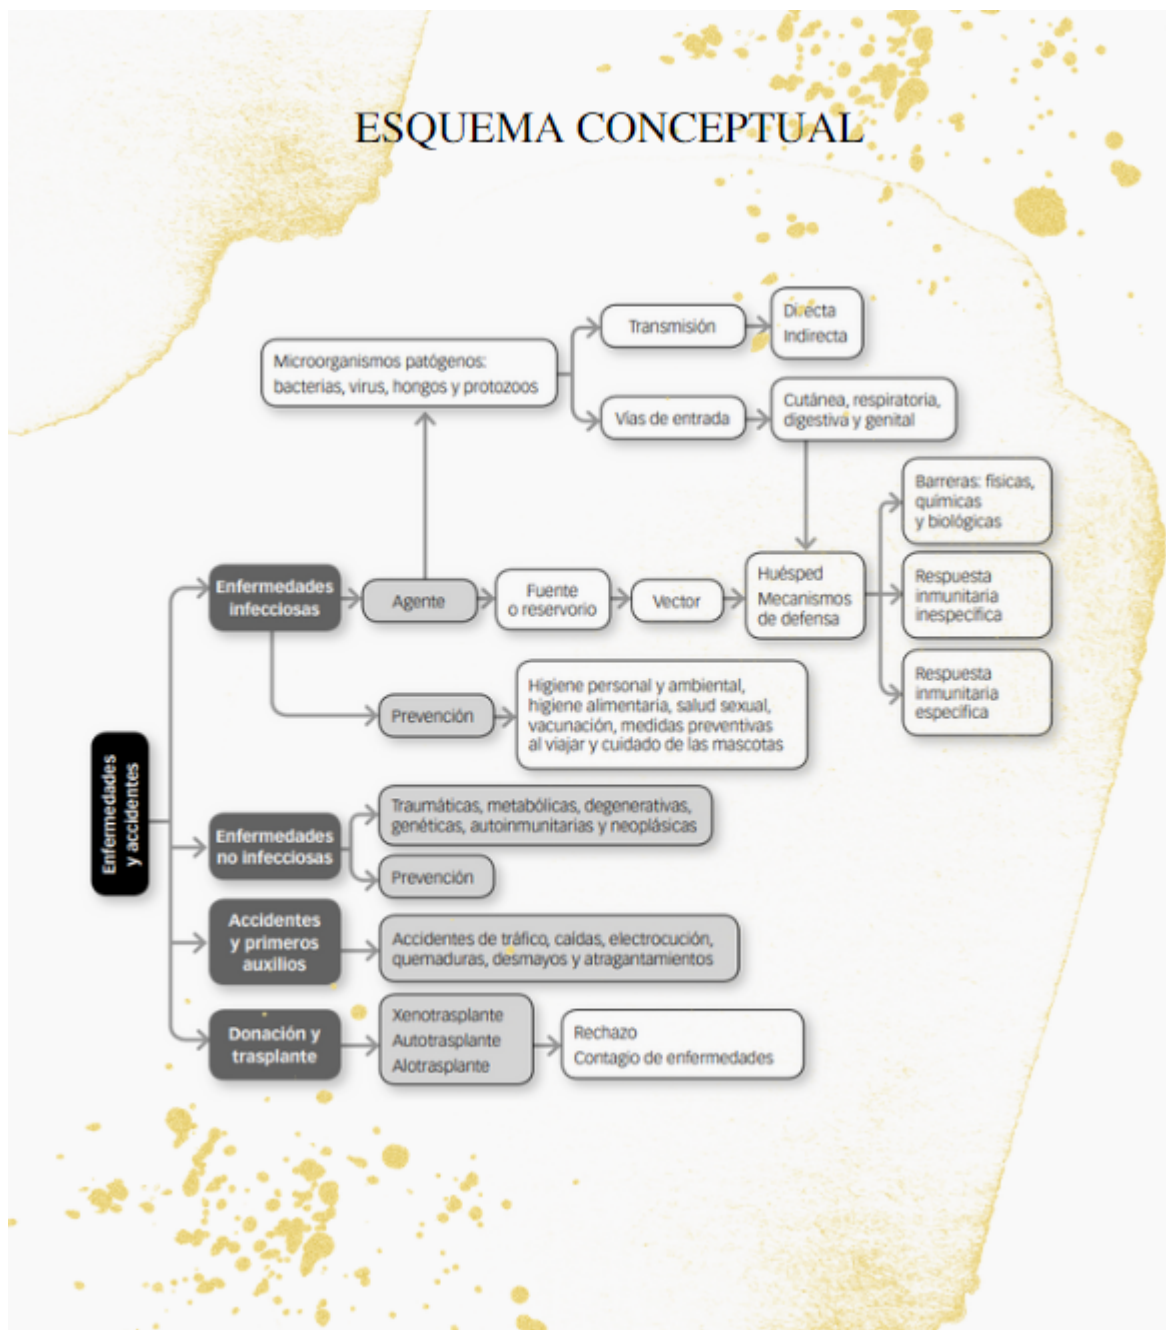 ESQUEMA CONCEPTUAL
Transmisión
Directa
Indirecta
Microorganismos patógenos:
bacterias, virus, hongos y protozoos
Vías de entrada
Cutánea, respiratoria,
digestiva y genital
Barreras: físicas,
químicas
y biológicas
Enfermedades
infecciosas
Agente
Fuente
o reservorio
Vector
Huésped
Mecanismos
de defensa
Respuesta
inmunitaria
inespecífica
Respuesta
inmunitaria
específica
Prevención
Higiene personal y ambiental,
higiene alimentaria, salud sexual,
vacunación, medidas preventivas
al viajar y cuidado de las mascotas
Enfermedades
y accidentes
Enfermedades
no infecciosas
Traumáticas, metabólicas, degenerativas,
genéticas, autoinmunitarias y neoplásicas
Prevención
Accidentes
y primeros
auxilios
Accidentes de tráfico, caídas, electrocución,
quemaduras, desmayos y atragantamientos
Donación y
trasplante
Xenotrasplante
Autotrasplante
Alotrasplante
Rechazo
Contagio de enfermedades